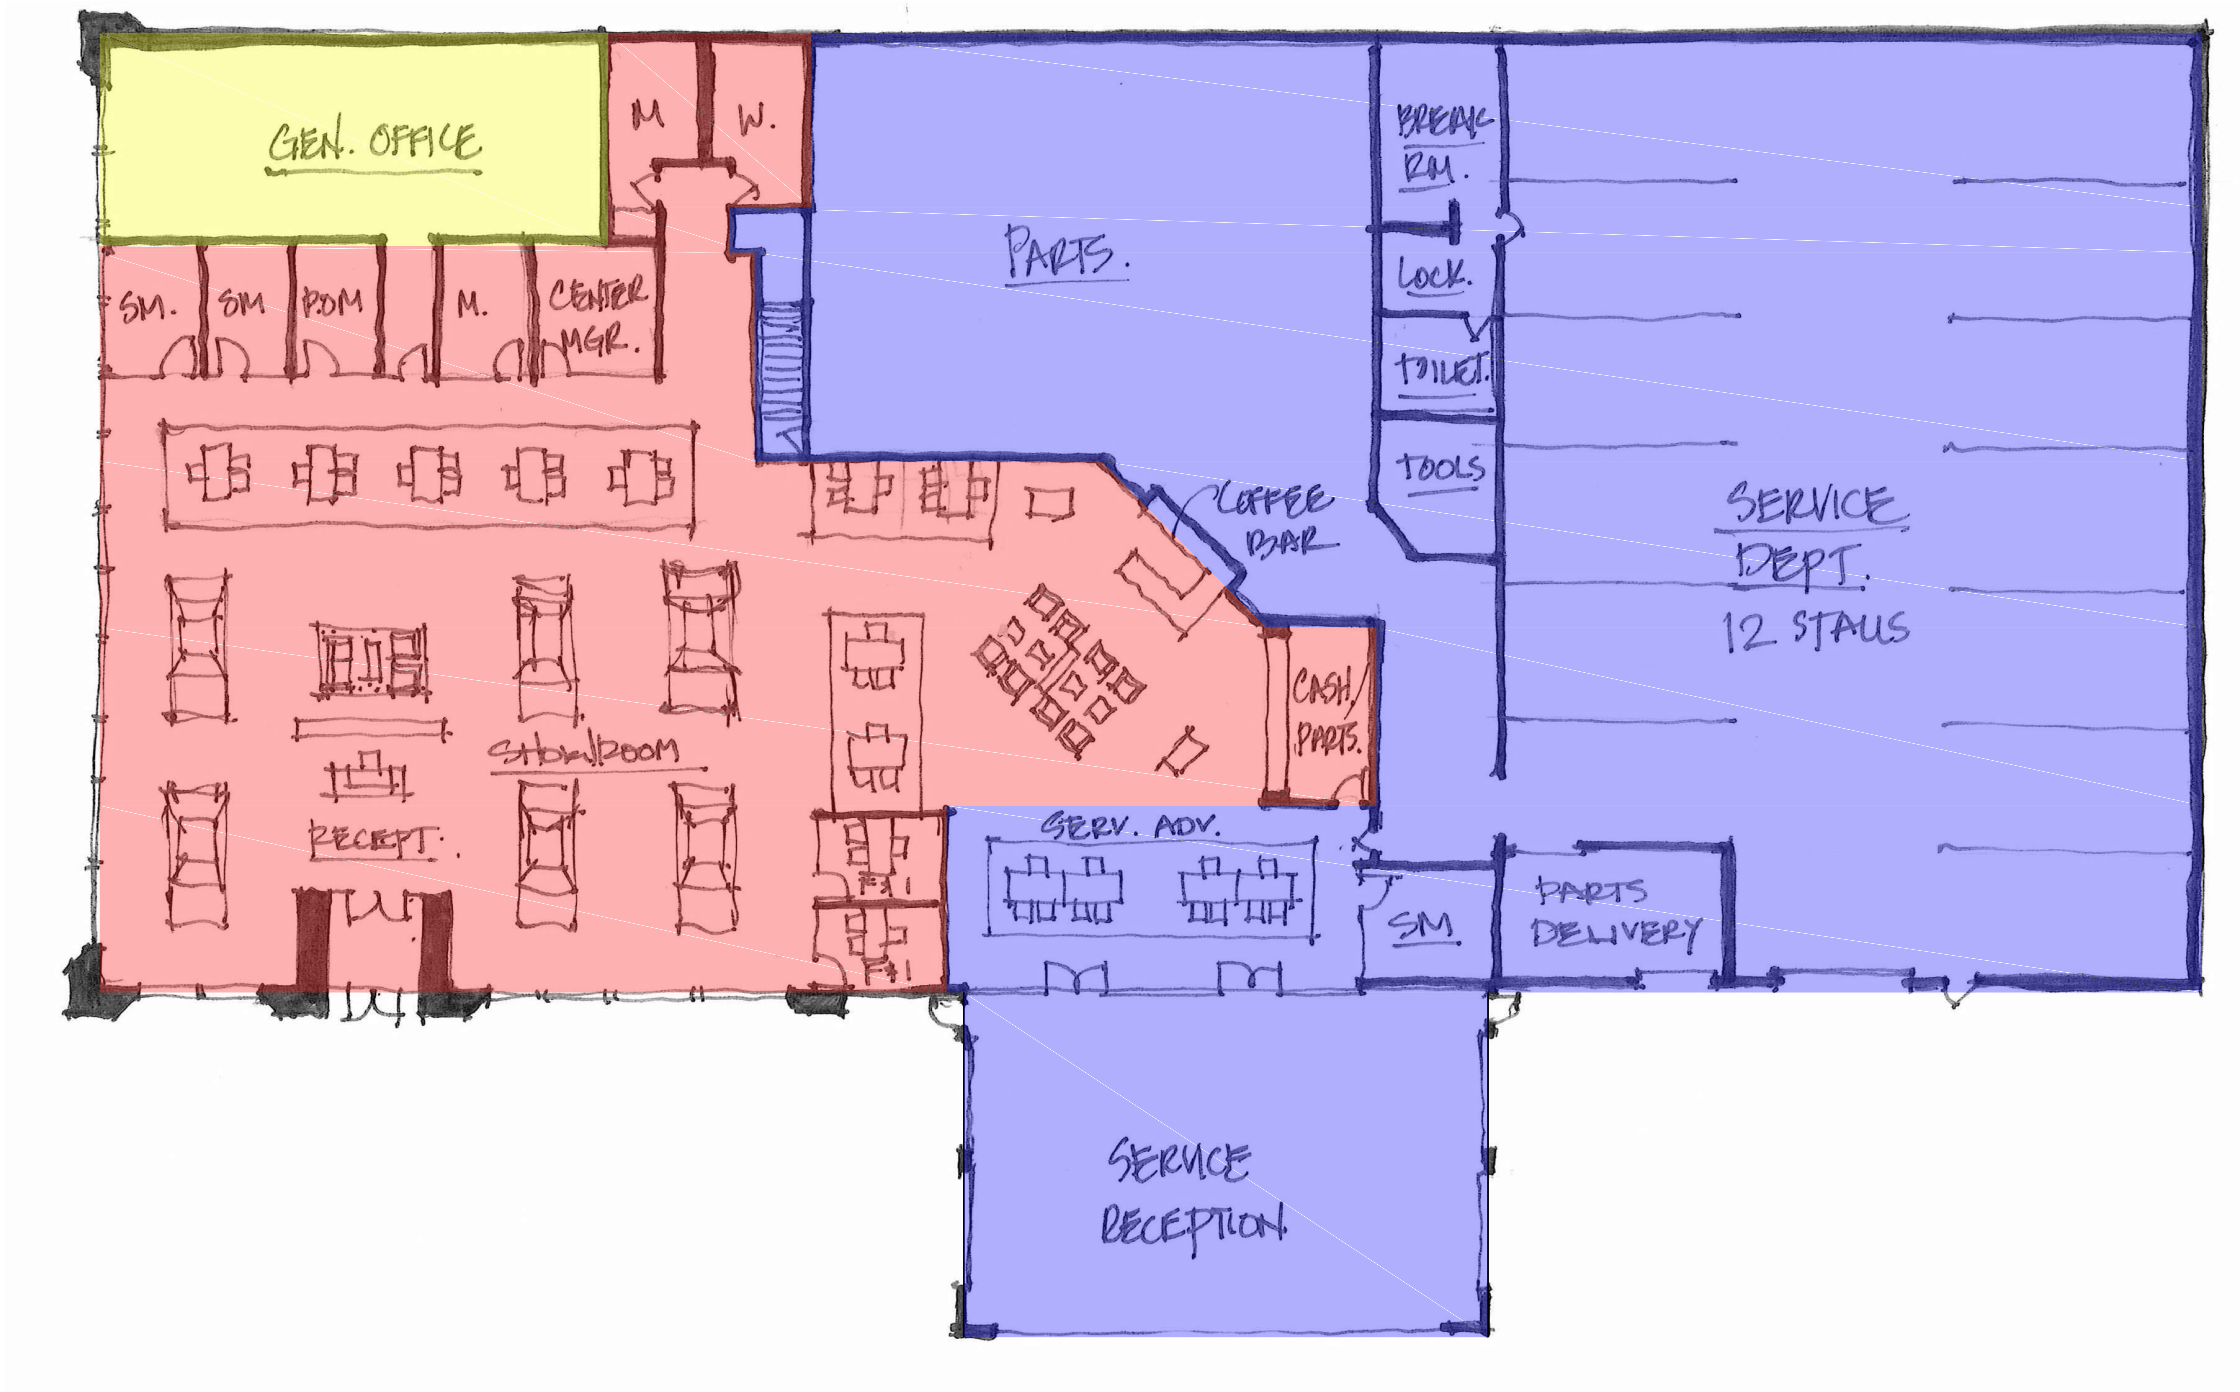 GEN. OFFICE
M
W.
PARTS.
BREAK
RM.
LOCK.
TOILET.
TOOLS
SM.
SM
P.O.M
M.
CENTER
MGR.
COFFEE
BAR
SERVICE
DEPT.
12 STALLS
CASH/
PARTS.
SHOWROOM
RECEPT.
SERV. ADV.
F&I
F&I
SM
PARTS
DELIVERY
SERVICE
RECEPTION